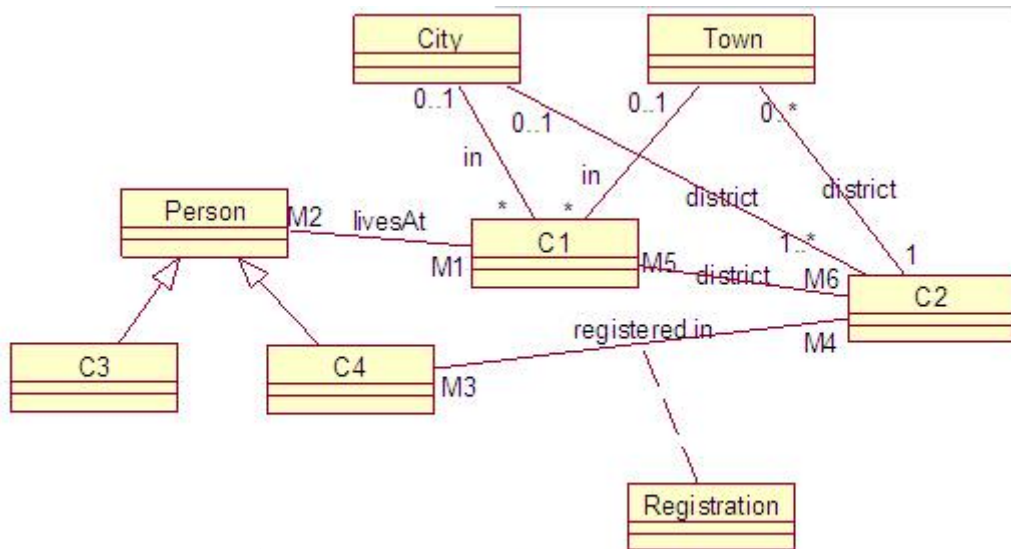 City
Town
0..1
0..1
0..1
0..*
in
in
district
district
Person
M2
livesAt
*
*
1..*
1
C1
M1
M5
district
M6
C2
registered in
M4
C3
C4
M3
Registration